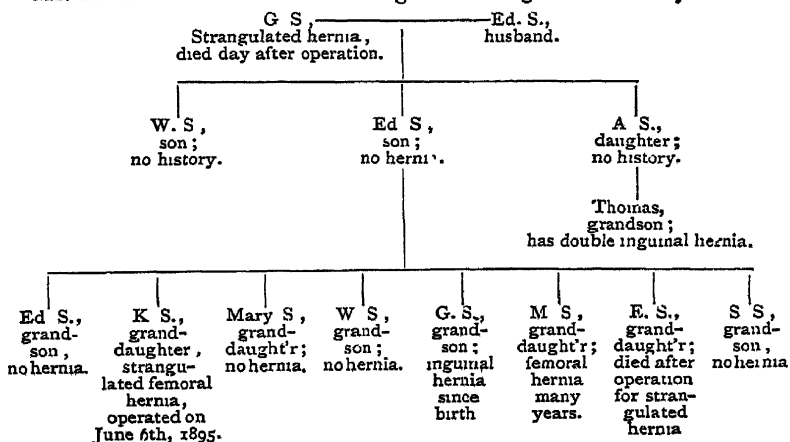 G S, Ed. S.,
Strangulated hernia, husband.
died day after operation.
W. S, Ed S, A S.,
son; son; daughter;
no history. no herni . no history.
Thomas,
grandson;
has double inguinal hernia.
Ed S., K S., Mary S, W S, G. S., M S, E. S., S S,
grand- grand- grand- grand- grand- grand- grand- grand-
son, daughter, daught'r; son; son; daught'r; daught'r; son,
no hernia. strangu- no hernia. no hernia. inguinal femoral died after no hernia
lated femoral hernia hernia operation
hernia, since many for stran-
operated on birth years. gulated
June 6th, 1895. hernia